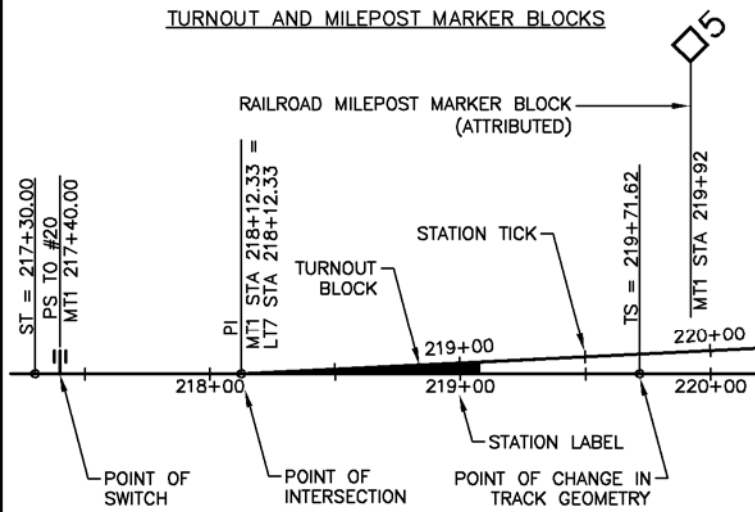 TURNOUT AND MILEPOST MARKER BLOCKS
5
RAILROAD MILEPOST MARKER BLOCK
(ATTRIBUTED)
ST = 217+30.00
PS TO #20
MT1 217+40.00
PI
MT1 STA 218+12.33 =
LT7 STA 218+12.33
TURNOUT
BLOCK
STATION TICK
TS = 219+71.62
MT1 STA 219+92
219+00
220+00
218+00
219+00
220+00
STATION LABEL
POINT OF
SWITCH
POINT OF
INTERSECTION
POINT OF CHANGE IN
TRACK GEOMETRY